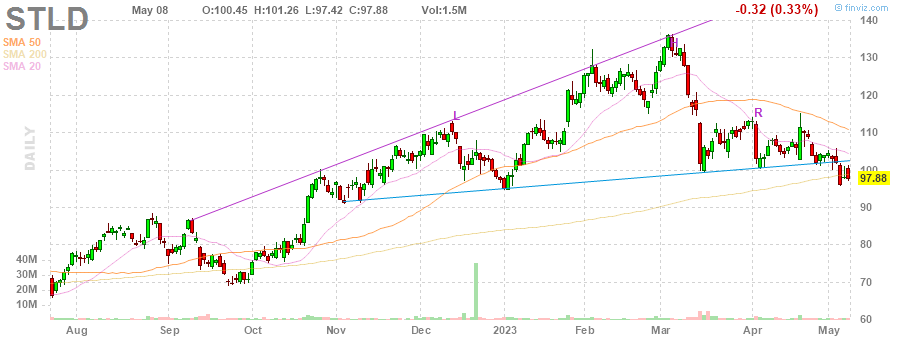 STLD
May 08 O:100.45 H:101.26 L:97.42 C:97.88 Vol:1.5M
-0.32 (0.33%)
© finviz.com
SMA 50
SMA 200
SMA 20
DAILY
L
H
R
140
130
120
110
100
97.88
90
80
70
60
40M
30M
20M
10M
Aug Sep Oct Nov Dec 2023 Feb Mar Apr May